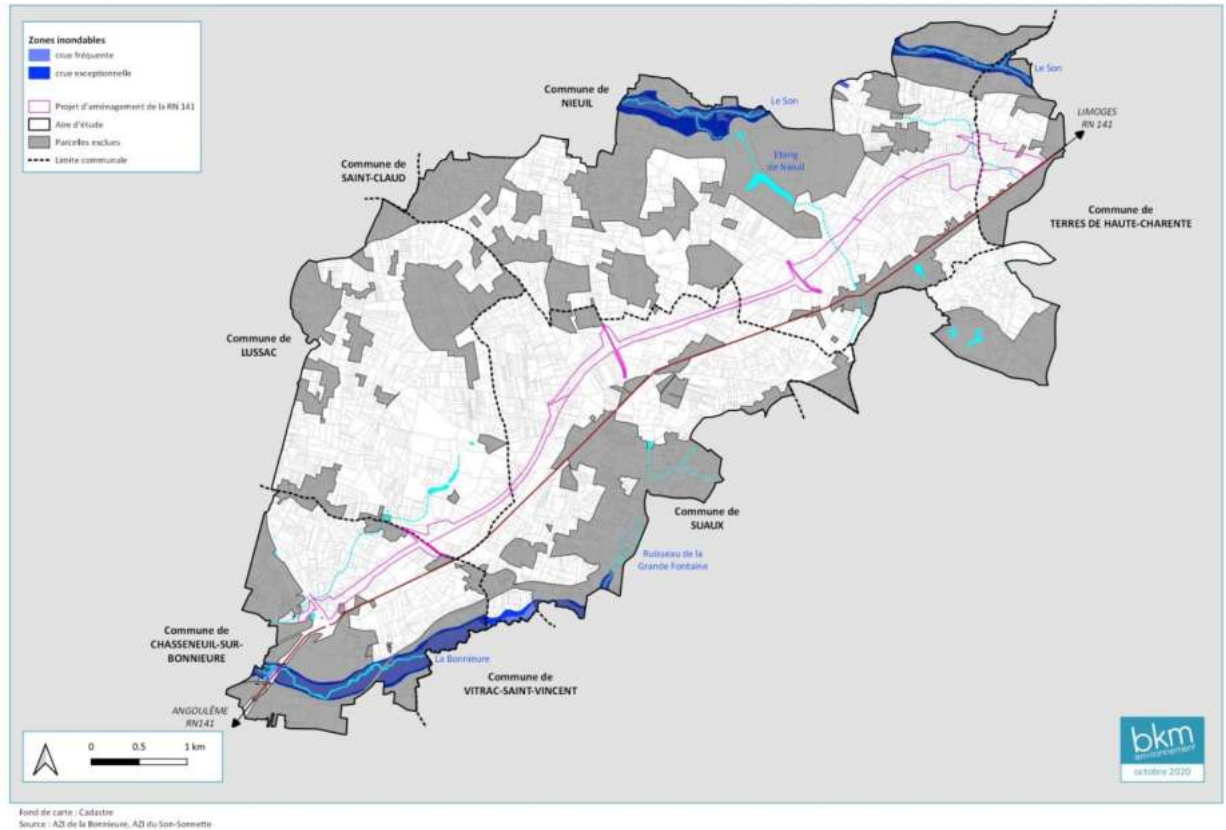 Zones inondables
crue fréquente
crue exceptionnelle
Projet d'aménagement de la RN 141
Aire d'étude
Parcelles exclues
Limite communale
Le Son
Commune de
NIEUIL
Le Son
LIMOGES
RN 141
Etang
de Nieuil
Commune de
SAINT-CLAUD
Commune de
TERRES DE HAUTE-CHARENTE
Commune de
LUSSAC
Commune de
SUAUX
Ruisseau de la
Grande Fontaine
Commune de
CHASSENEUIL-SUR-
BONNIEURE
La Bonnieure
Commune de
VITRAC-SAINT-VINCENT
ANGOULÊME
RN141
0 0.5 1 km
bkm
environnement
octobre 2020
Fond de carte : Cadastre
Source : AZI de la Bonnieure, AZI du Son-Sonnette